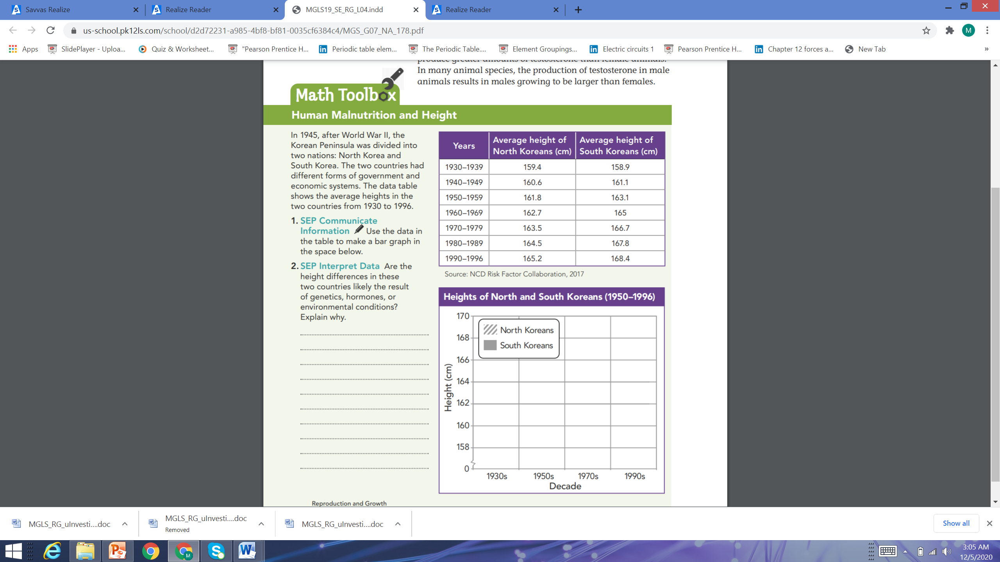 Savvas Realize
Realize Reader
MGLS19_SE_RG_L04.indd
Realize Reader
us-school.pk12ls.com/school/d2d72231-a985-4bf8-bf81-0035cf6384c4/MGS_G07_NA_178.pdf
M
Apps
SlidePlayer - Uploa...
Quiz & Worksheet...
"Pearson Prentice H...
Periodic table elem...
The Periodic Table....
Element Groupings...
Electric circuits 1
Pearson Prentice H...
Chapter 12 forces a...
New Tab
»
produce greater amounts of testosterone than female animals.
In many animal species, the production of testosterone in male
animals results in males growing to be larger than females.
Math Toolbox
Human Malnutrition and Height
In 1945, after World War II, the
Korean Peninsula was divided into
two nations: North Korea and
South Korea. The two countries had
different forms of government and
economic systems. The data table
shows the average heights in the
two countries from 1930 to 1996.
1. SEP Communicate
Information Use the data in
the table to make a bar graph in
the space below.
2. SEP Interpret Data Are the
height differences in these
two countries likely the result
of genetics, hormones, or
environmental conditions?
Explain why.
Years
Average height of
North Koreans (cm)
Average height of
South Koreans (cm)
1930–1939 159.4 158.9
1940–1949 160.6 161.1
1950–1959 161.8 163.1
1960–1969 162.7 165
1970–1979 163.5 166.7
1980–1989 164.5 167.8
1990–1996 165.2 168.4
Source: NCD Risk Factor Collaboration, 2017
Heights of North and South Koreans (1950–1996)
North Koreans
South Koreans
Height (cm)
170
168
166
164
162
160
158
0
1930s 1950s 1970s 1990s
Decade
Reproduction and Growth
MGLS_RG_uInvesti....doc
MGLS_RG_uInvesti....doc
Removed
MGLS_RG_uInvesti....doc
Show all
3:05 AM
12/5/2020